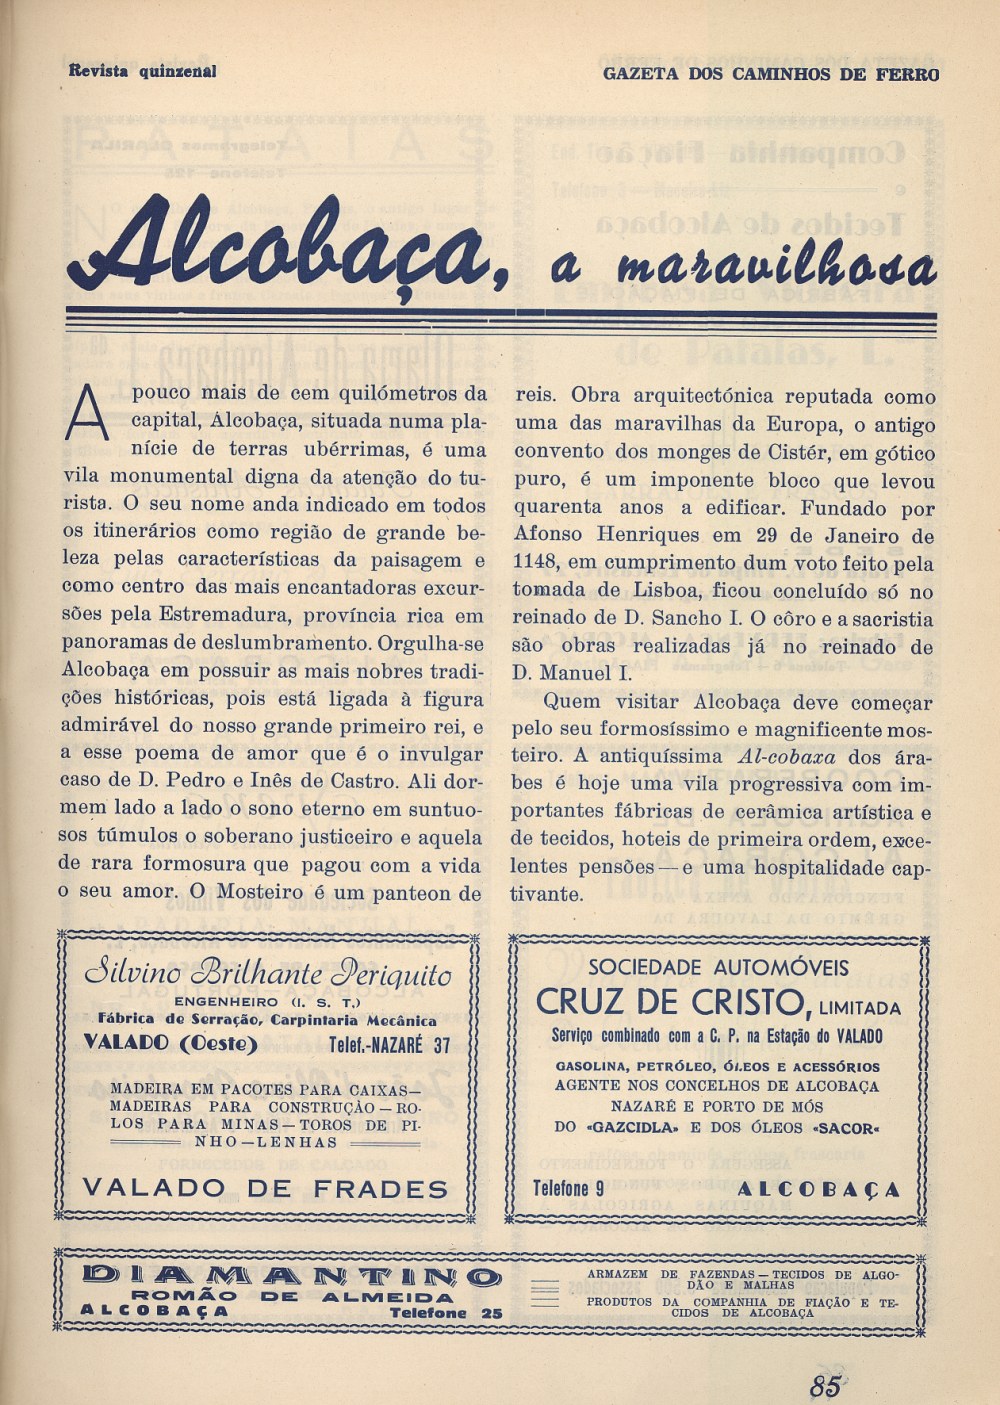 Revista quinzenal
GAZETA DOS CAMINHOS DE FERRO
Alcobaça, a maravilhosa
A pouco mais de cem quilómetros da
capital, Alcobaça, situada numa pla-
nície de terras ubérrimas, é uma
vila monumental digna da atenção do tu-
rista. O seu nome anda indicado em todos
os itinerários como região de grande be-
leza pelas características da paisagem e
como centro das mais encantadoras excur-
sões pela Estremadura, província rica em
panoramas de deslumbramento. Orgulha-se
Alcobaça em possuir as mais nobres tradi-
ções históricas, pois está ligada à figura
admirável do nosso grande primeiro rei, e
a esse poema de amor que é o invulgar
caso de D. Pedro e Inês de Castro. Ali dor-
mem lado a lado o sono eterno em suntuo-
sos túmulos o soberano justiceiro e aquela
de rara formosura que pagou com a vida
o seu amor. O Mosteiro é um panteon de
reis. Obra arquitectónica reputada como
uma das maravilhas da Europa, o antigo
convento dos monges de Cistér, em gótico
puro, é um imponente bloco que levou
quarenta anos a edificar. Fundado por
Afonso Henriques em 29 de Janeiro de
1148, em cumprimento dum voto feito pela
tomada de Lisboa, ficou concluído só no
reinado de D. Sancho I. O côro e a sacristia
são obras realizadas já no reinado de
D. Manuel I.
Quem visitar Alcobaça deve começar
pelo seu formosíssimo e magnificente mos-
teiro. A antiquíssima Al-cobaxa dos ára-
bes é hoje uma vila progressiva com im-
portantes fábricas de cerâmica artística e
de tecidos, hoteis de primeira ordem, exce-
lentes pensões — e uma hospitalidade cap-
tivante.
Silvino Brilhante Periquito
ENGENHEIRO (I. S. T.)
Fábrica de Serração, Carpintaria Mecânica
VALADO (Oeste) Telef.-NAZARÉ 37
MADEIRA EM PACOTES PARA CAIXAS—
MADEIRAS PARA CONSTRUÇÃO — RO-
LOS PARA MINAS — TOROS DE PI-
NHO — LENHAS
VALADO DE FRADES
SOCIEDADE AUTOMÓVEIS
CRUZ DE CRISTO, LIMITADA
Serviço combinado com a C. P. na Estação do VALADO
GASOLINA, PETRÓLEO, ÓLEOS E ACESSÓRIOS
AGENTE NOS CONCELHOS DE ALCOBAÇA
NAZARÉ E PORTO DE MÓS
DO «GAZCIDLA» E DOS ÓLEOS «SACOR«
Telefone 9 ALCOBAÇA
DIAMANTINO
ROMÃO DE ALMEIDA
ALCOBAÇA Telefone 25
ARMAZEM DE FAZENDAS — TECIDOS DE ALGO-
DÃO E MALHAS
PRODUTOS DA COMPANHIA DE FIAÇÃO E TE-
CIDOS DE ALCOBAÇA
85